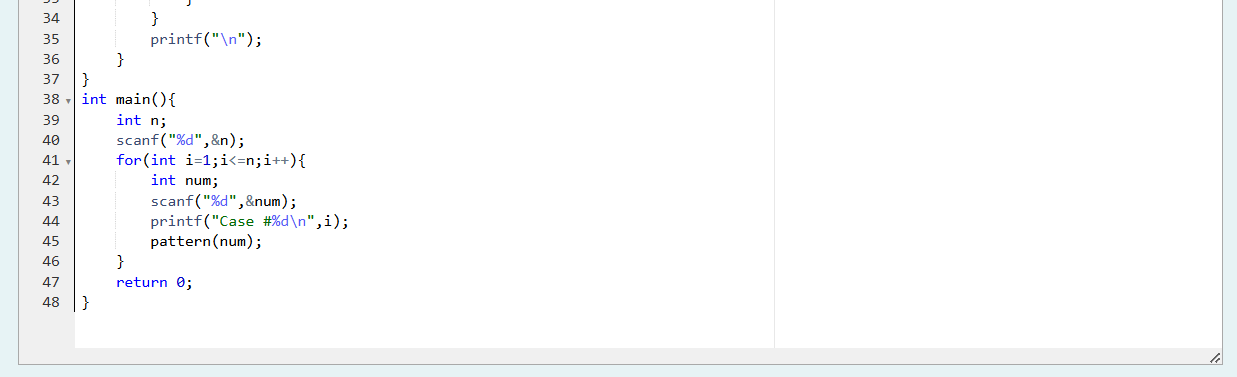 34 }
35 printf("\n");
36 }
37 }
38 int main(){
39 int n;
40 scanf("%d",&n);
41 for(int i=1;i<=n;i++){
42 int num;
43 scanf("%d",&num);
44 printf("Case #%d\n",i);
45 pattern(num);
46 }
47 return 0;
48 }